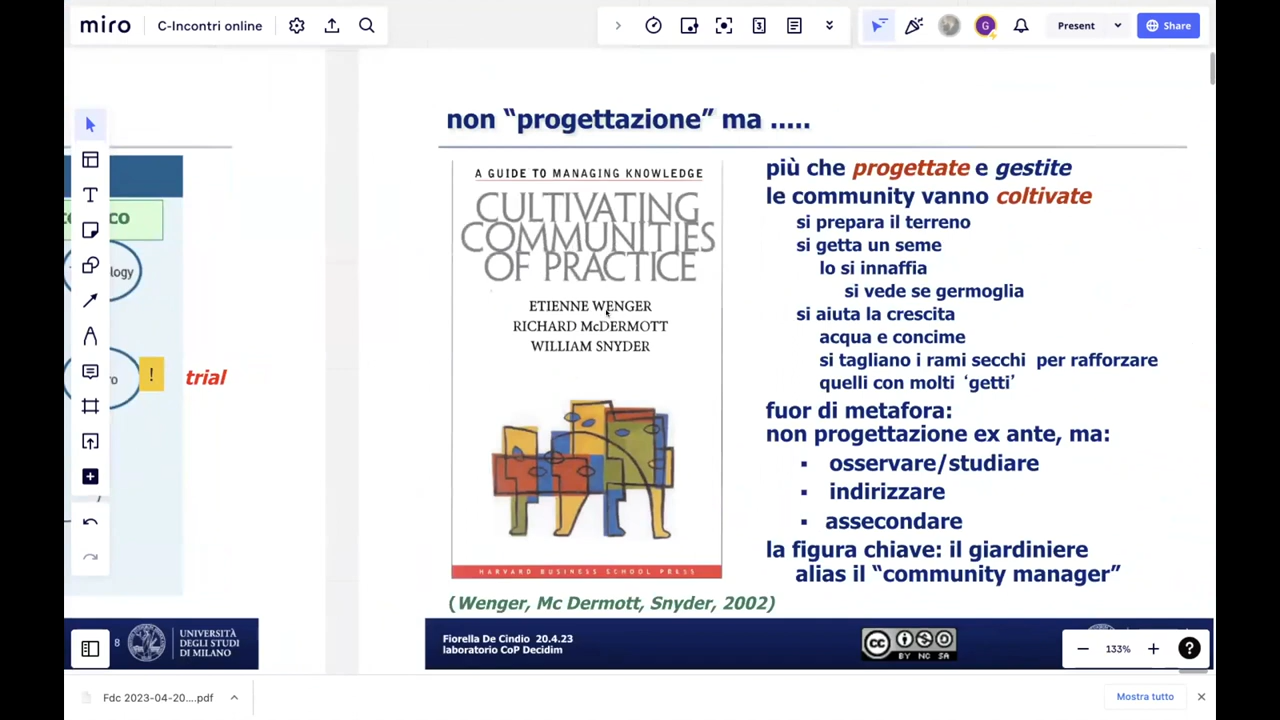 miro
C-Incontri online
3
G
Present
Share
non “progettazione” ma .....
A GUIDE TO MANAGING KNOWLEDGE
CULTIVATING
COMMUNITIES
OF PRACTICE
ETIENNE WENGER
RICHARD McDERMOTT
WILLIAM SNYDER
HARVARD BUSINESS SCHOOL PRESS
(Wenger, Mc Dermott, Snyder, 2002)
più che progettate e gestite
le community vanno coltivate
si prepara il terreno
si getta un seme
lo si innaffia
si vede se germoglia
si aiuta la crescita
acqua e concime
si tagliano i rami secchi per rafforzare
quelli con molti ‘getti’
fuor di metafora:
non progettazione ex ante, ma:
▪ osservare/studiare
▪ indirizzare
▪ assecondare
la figura chiave: il giardiniere
alias il “community manager”
!
trial
8
UNIVERSITÀ
DEGLI STUDI
DI MILANO
Fiorella De Cindio 20.4.23
laboratorio CoP Decidim
CC BY NC SA
133%
?
Fdc 2023-04-20....pdf
Mostra tutto